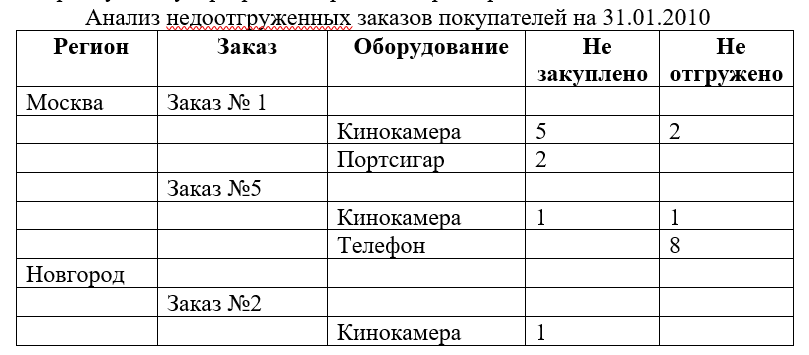 Анализ недоотгруженных заказов покупателей на 31.01.2010
Регион Заказ Оборудование Не закуплено Не отгружено
Москва Заказ № 1
Кинокамера 5 2
Портсигар 2
Заказ №5
Кинокамера 1 1
Телефон 8
Новгород
Заказ №2
Кинокамера 1